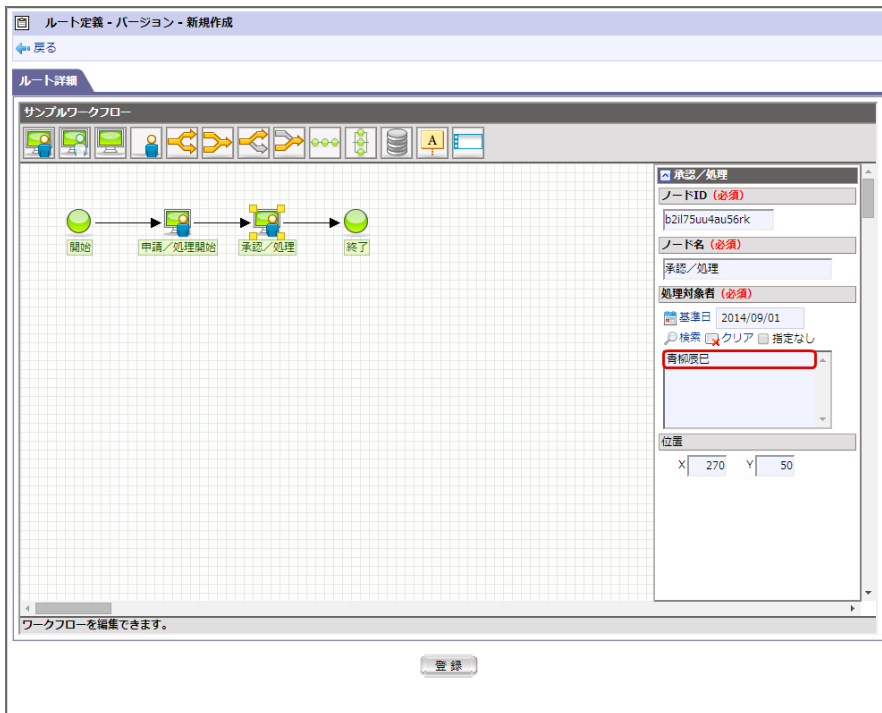 ルート定義 - バージョン - 新規作成
戻る
ルート詳細
サンプルワークフロー
A
開始
申請／処理開始
承認／処理
終了
承認／処理
ノードID（必須）
b2il75uu4au56rk
ノード名（必須）
承認／処理
処理対象者（必須）
基準日 2014/09/01
検索 クリア 指定なし
青柳辰巳
位置
X 270 Y 50
ワークフローを編集できます。
登録